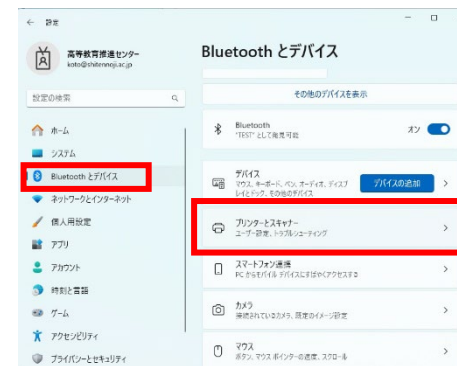 ← 設定
高等教育推進センター
koto@shitennoji.ac.jp
設定の検索
ホーム
システム
Bluetooth とデバイス
ネットワークとインターネット
個人用設定
アプリ
アカウント
時刻と言語
ゲーム
アクセシビリティ
プライバシーとセキュリティ
Bluetooth とデバイス
その他のデバイスを表示
Bluetooth
"TEST" として発見可能
オン
デバイス
マウス、キーボード、ペン、オーディオ、ディスプ
レイとドック、その他のデバイス
デバイスの追加
プリンターとスキャナー
ユーザー設定、トラブルシューティング
スマートフォン連携
PC からモバイル デバイスにすばやくアクセスする
カメラ
接続されているカメラ、既定のイメージ設定
マウス
ボタン、マウス ポインターの速度、スクロール